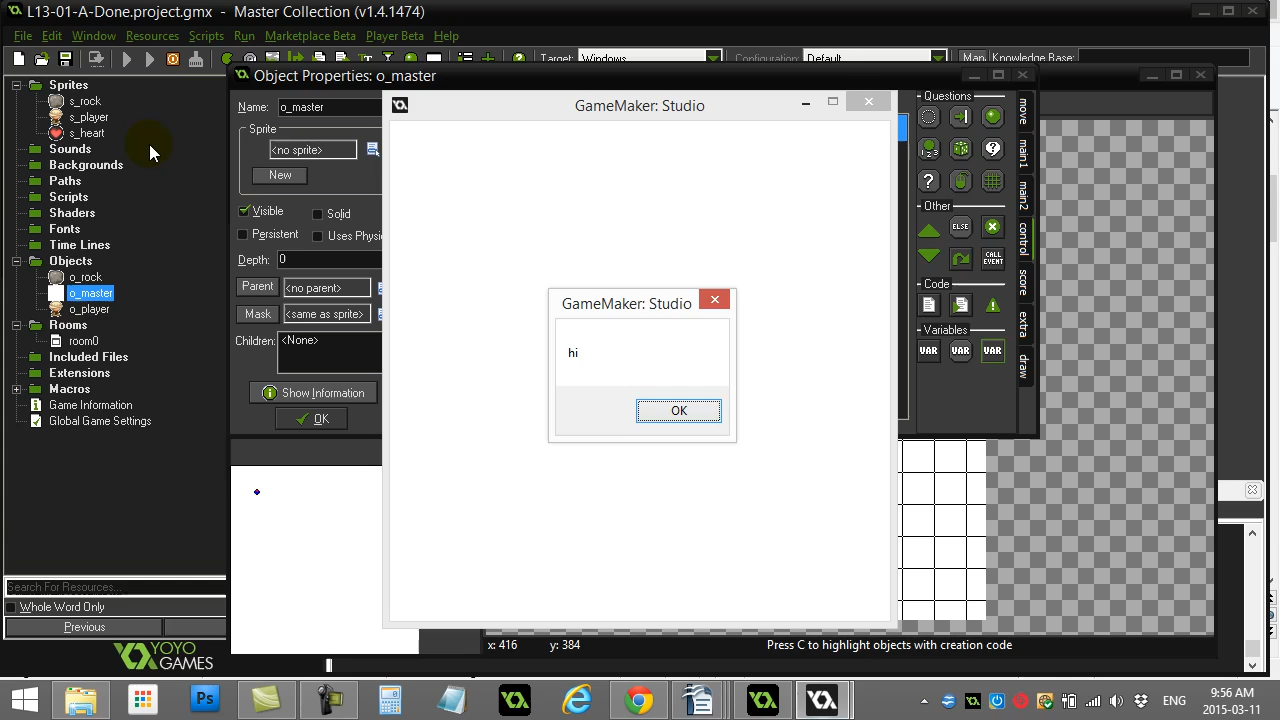 L13-01-A-Done.project.gmx - Master Collection (v1.4.1474)
File Edit Window Resources Scripts Run Marketplace Beta Player Beta Help
Target: Windows Configuration: Default Man. Knowledge Base:
Sprites
s_rock
s_player
s_heart
Sounds
Backgrounds
Paths
Scripts
Shaders
Fonts
Time Lines
Objects
o_rock
o_master
o_player
Rooms
room0
Included Files
Extensions
Macros
Game Information
Global Game Settings
Search For Resources...
Whole Word Only
Previous
YOYO
GAMES
Object Properties: o_master
Name: o_master
Sprite
<no sprite>
New
Visible Solid
Persistent Uses Physi
Depth: 0
Parent <no parent>
Mask <same as sprite>
Children: <None>
Show Information
OK
GameMaker: Studio
GameMaker: Studio
hi
OK
Questions
Other
ELSE
CALL
EVENT
Code
Variables
VAR VAR VAR
move
main1
main2
control
score
extra
draw
x: 416 y: 384 Press C to highlight objects with creation code
Ps
ENG
9:56 AM
2015-03-11